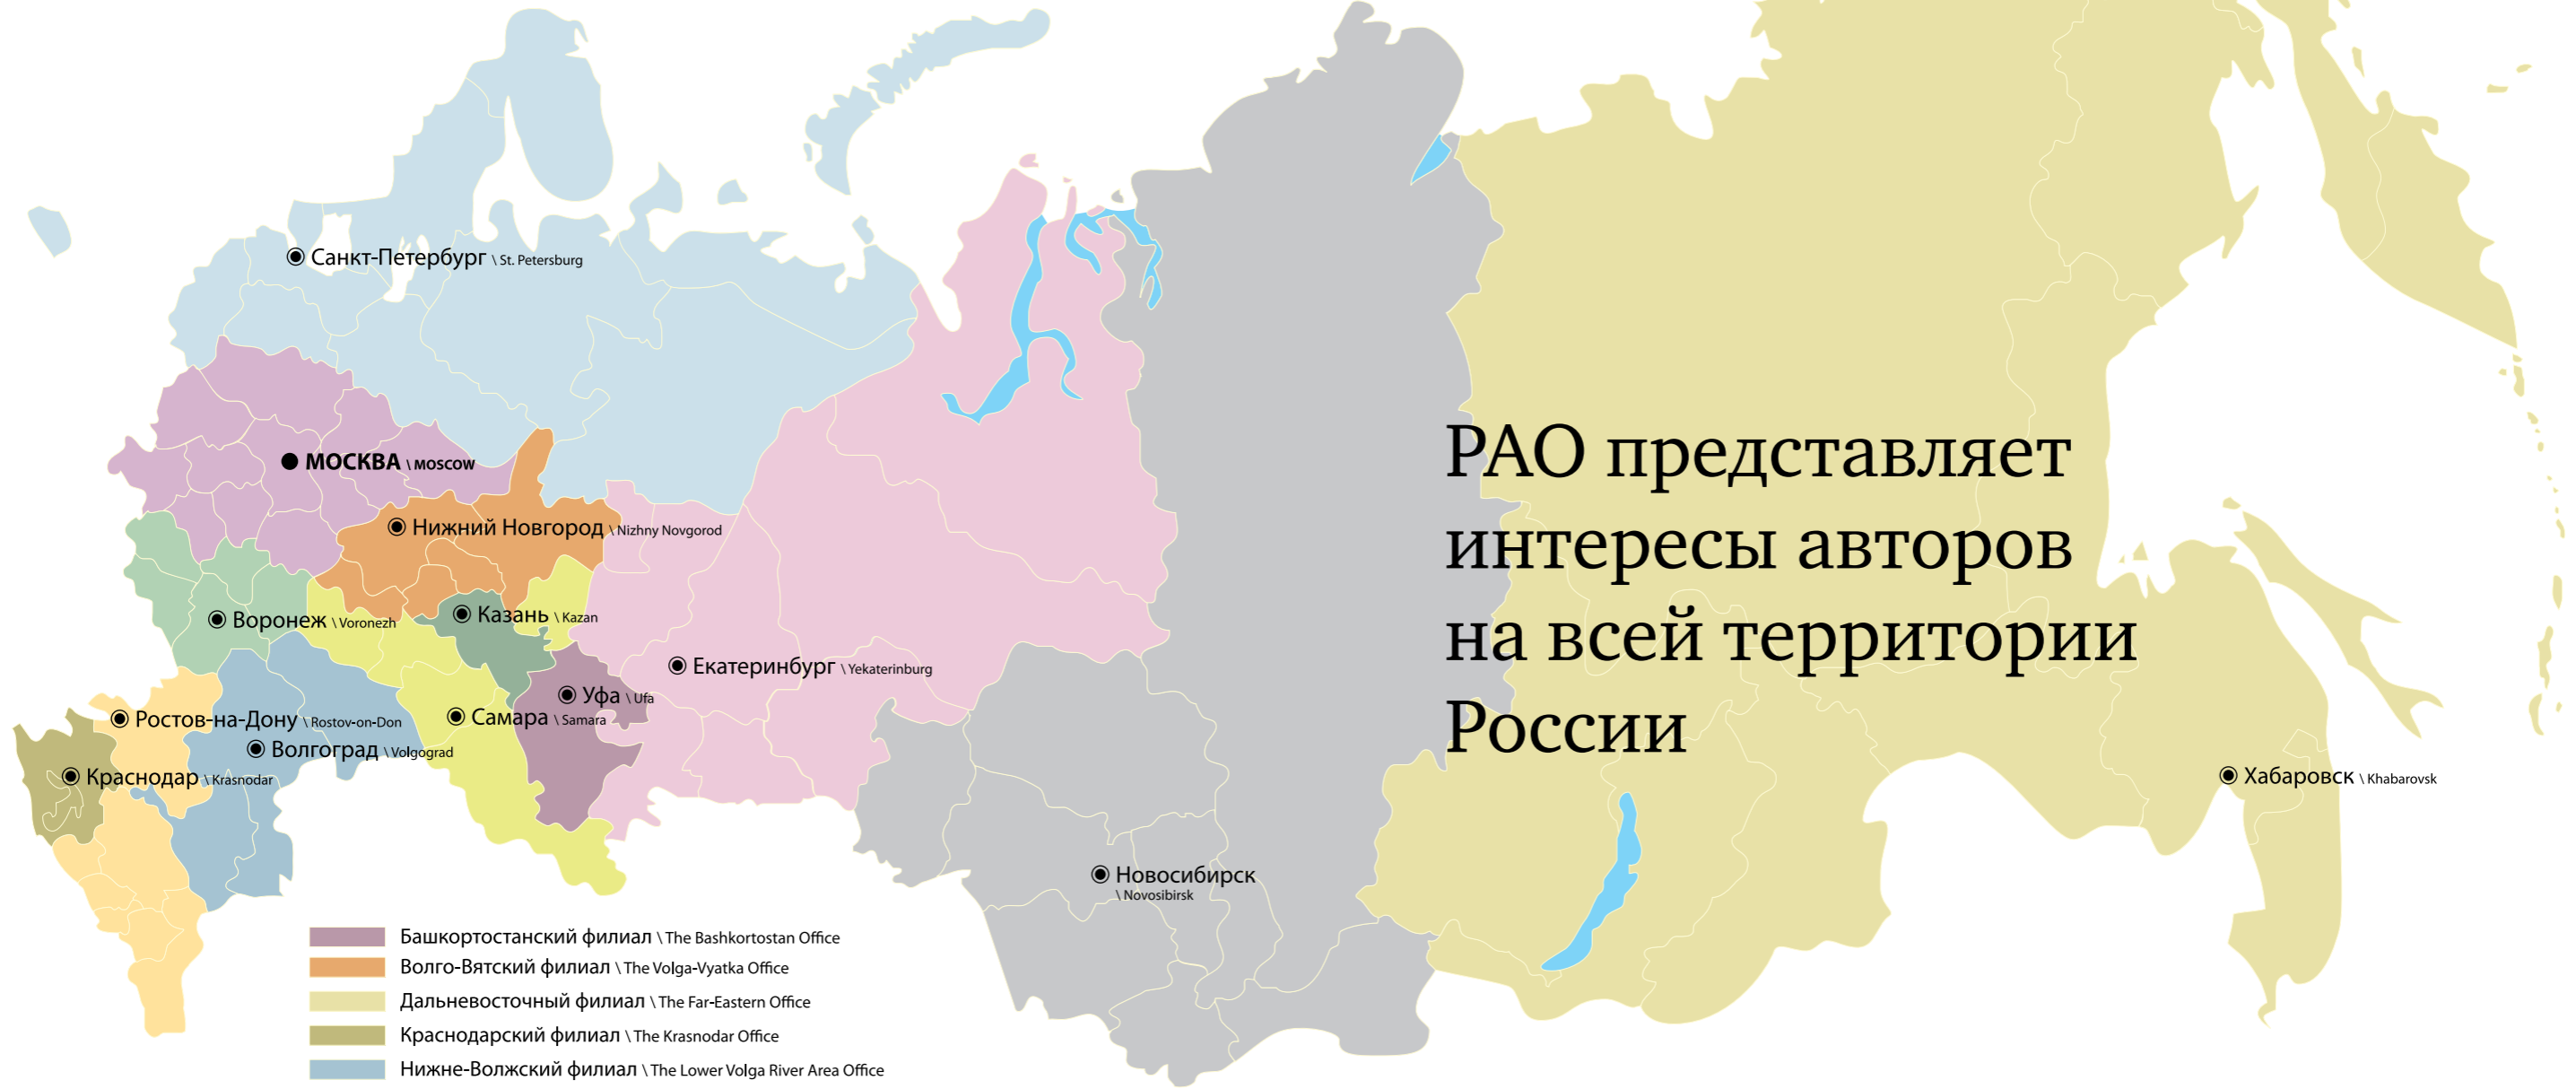 Санкт-Петербург \ St. Petersburg
МОСКВА \ MOSCOW
Нижний Новгород \ Nizhny Novgorod
Воронеж \ Voronezh
Казань \ Kazan
Екатеринбург \ Yekaterinburg
Уфа \ Ufa
Самара \ Samara
Ростов-на-Дону \ Rostov-on-Don
Волгоград \ Volgograd
Краснодар \ Krasnodar
Новосибирск
\ Novosibirsk
Хабаровск \ Khabarovsk
РАО представляет
интересы авторов
на всей территории
России
Башкортостанский филиал \ The Bashkortostan Office
Волго-Вятский филиал \ The Volga-Vyatka Office
Дальневосточный филиал \ The Far-Eastern Office
Краснодарский филиал \ The Krasnodar Office
Нижне-Волжский филиал \ The Lower Volga River Area Office